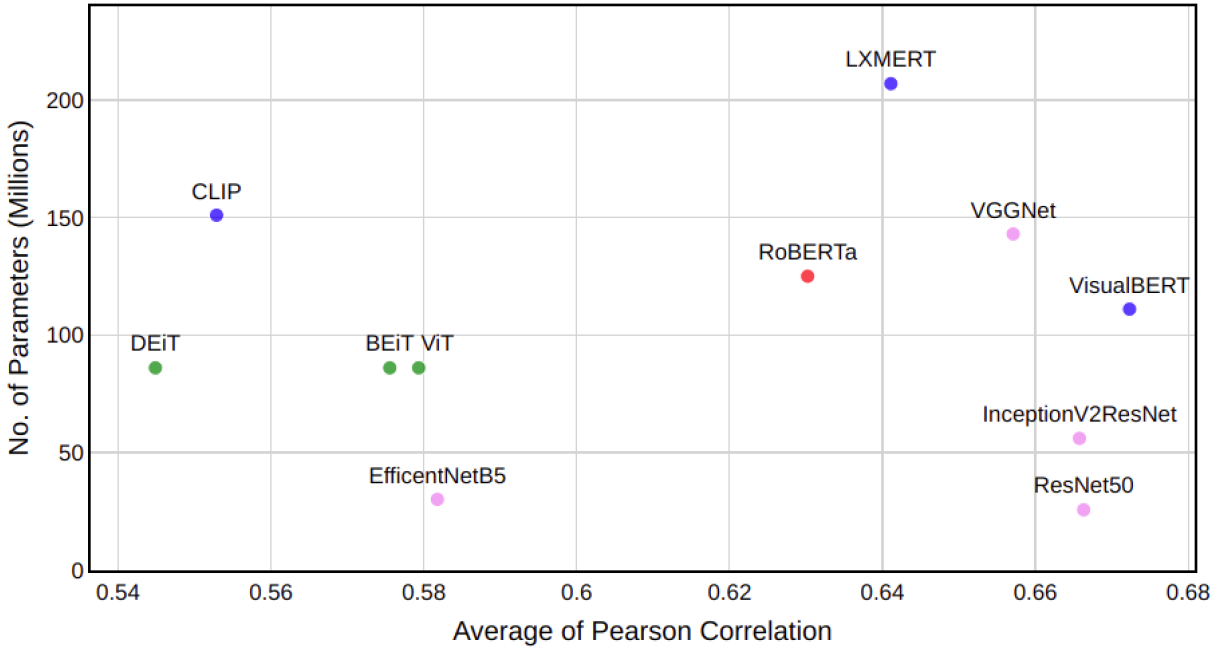 LXMERT
200
CLIP
150
VGGNet
RoBERTa
VisualBERT
100
DEiT
BEiT ViT
InceptionV2ResNet
50
EfficentNetB5
ResNet50
0
0.54 0.56 0.58 0.6 0.62 0.64 0.66 0.68
Average of Pearson Correlation
No. of Parameters (Millions)